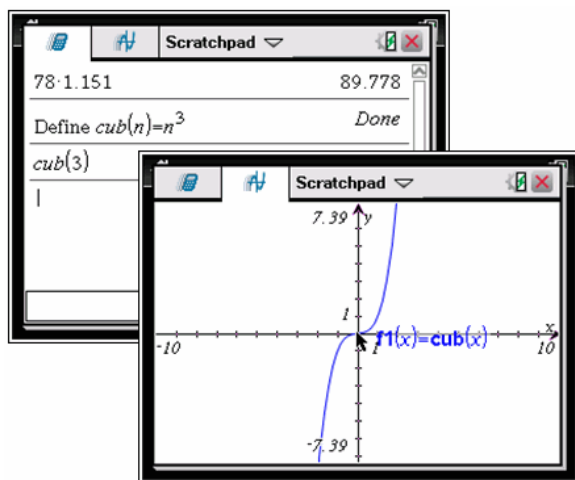 Scratchpad
78·1.151 89.778
Define cub(n)=n³ Done
cub(3)
Scratchpad
7.39 y
1
x
-10 1 10
f1(x)=cub(x)
-7.39